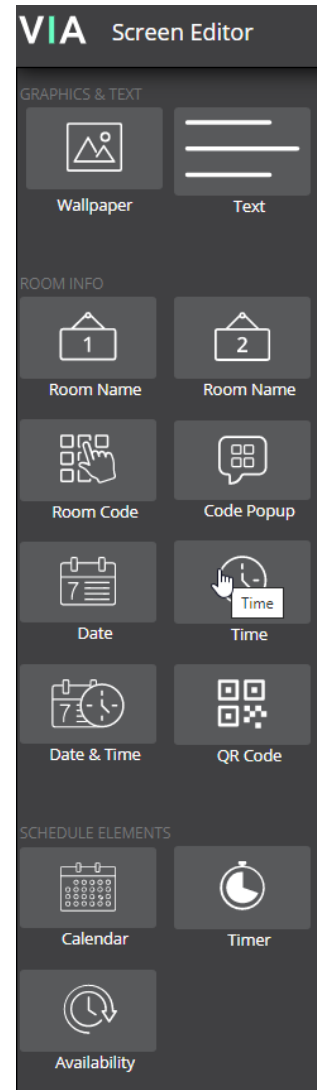 VIA Screen Editor
GRAPHICS & TEXT
Wallpaper Text
ROOM INFO
1 2
Room Name Room Name
Room Code Code Popup
7
Time
Date Time
7
Date & Time QR Code
SCHEDULE ELEMENTS
Calendar Timer
Availability